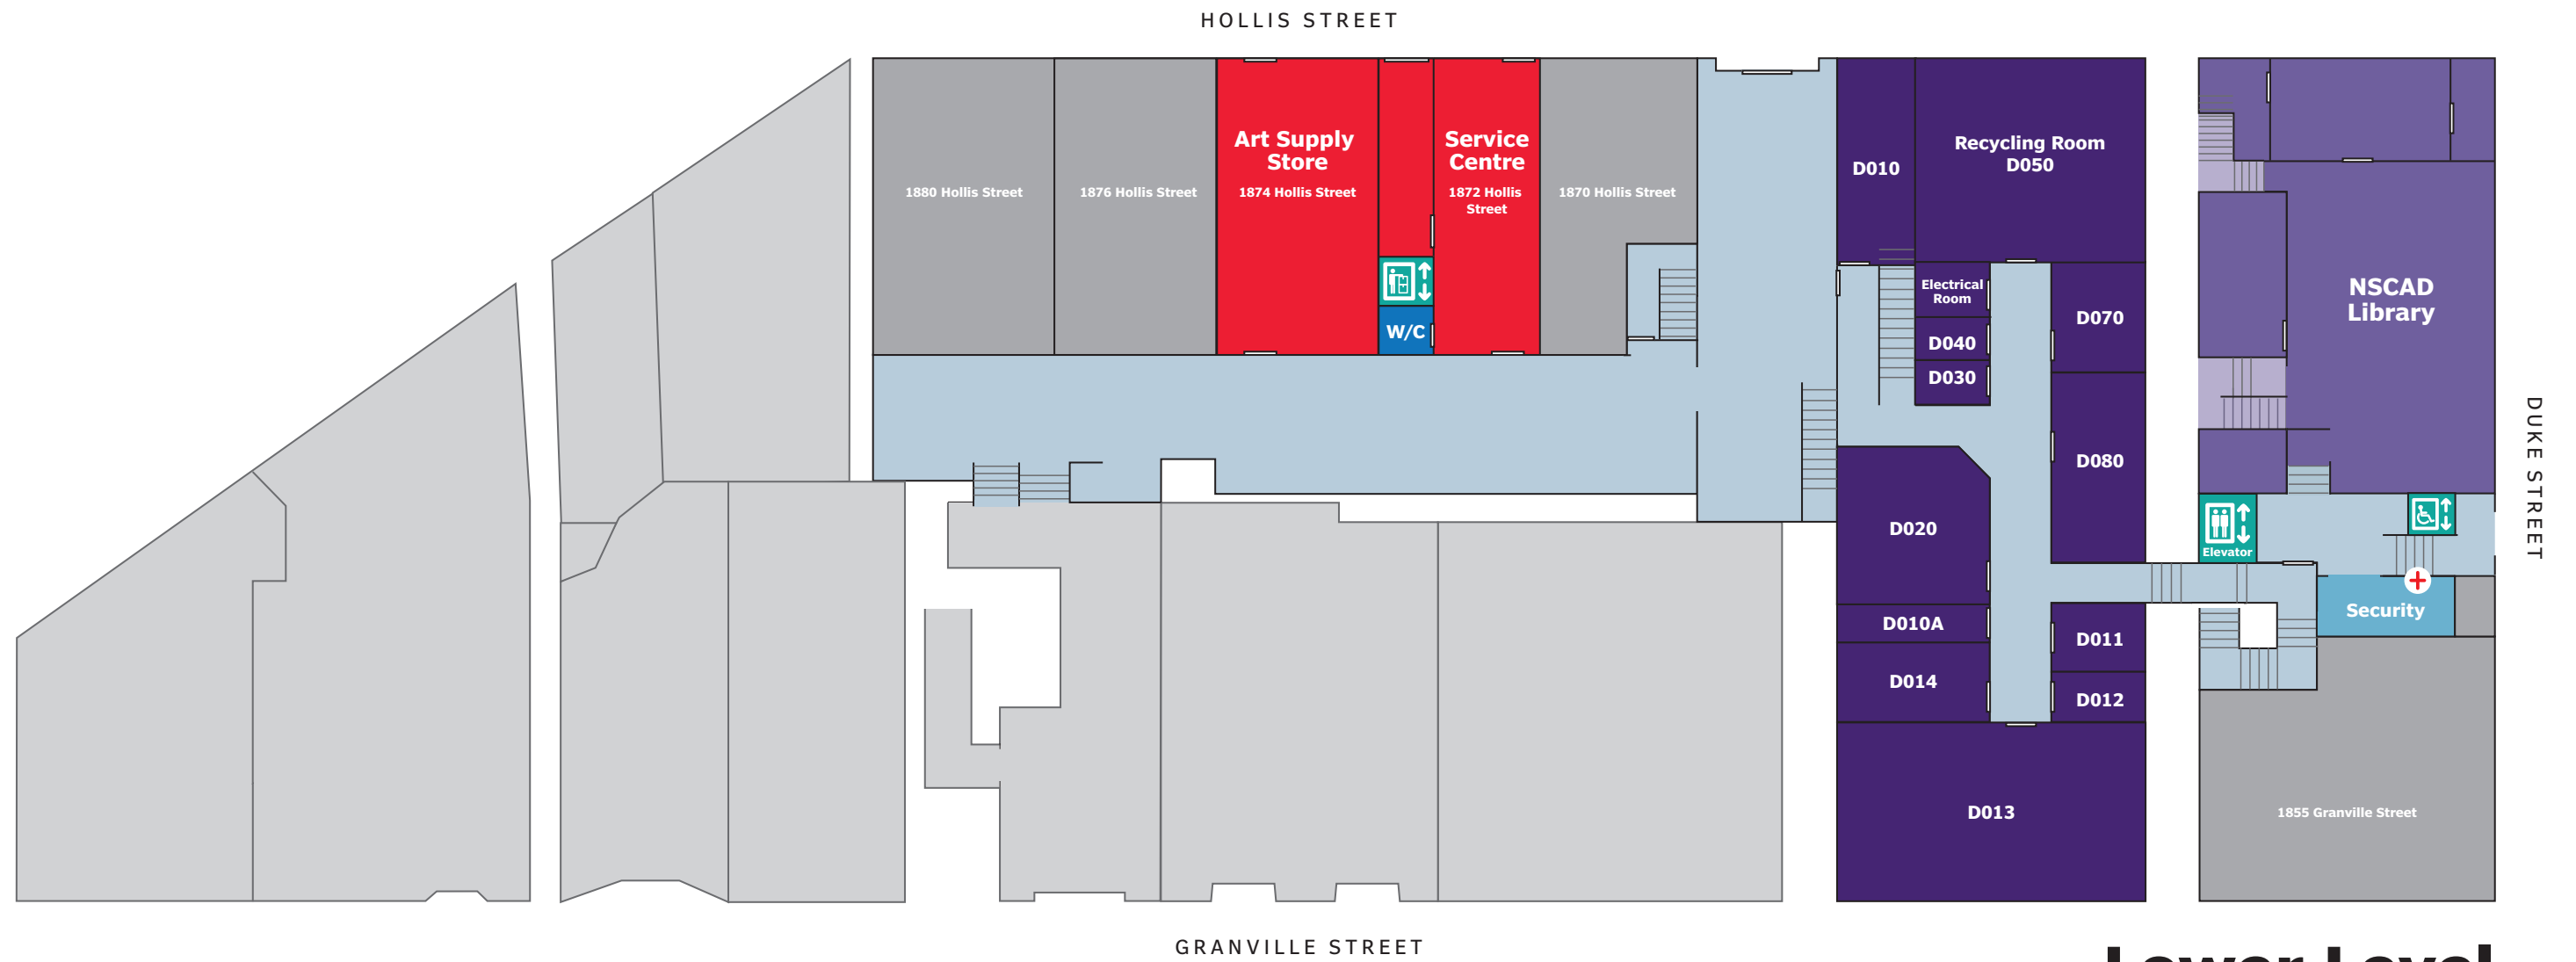 HOLLIS STREET
Art Supply
Store
1880 Hollis Street
1876 Hollis Street
1874 Hollis Street
Service
Centre
1872 Hollis
Street
1870 Hollis Street
W/C
D010
Recycling Room
D050
Electrical
Room
D040
D030
D070
D080
D020
D010A
D014
D011
D012
D013
NSCAD
Library
Elevator
Security
1855 Granville Street
DUKE STREET
GRANVILLE STREET
Lower Level